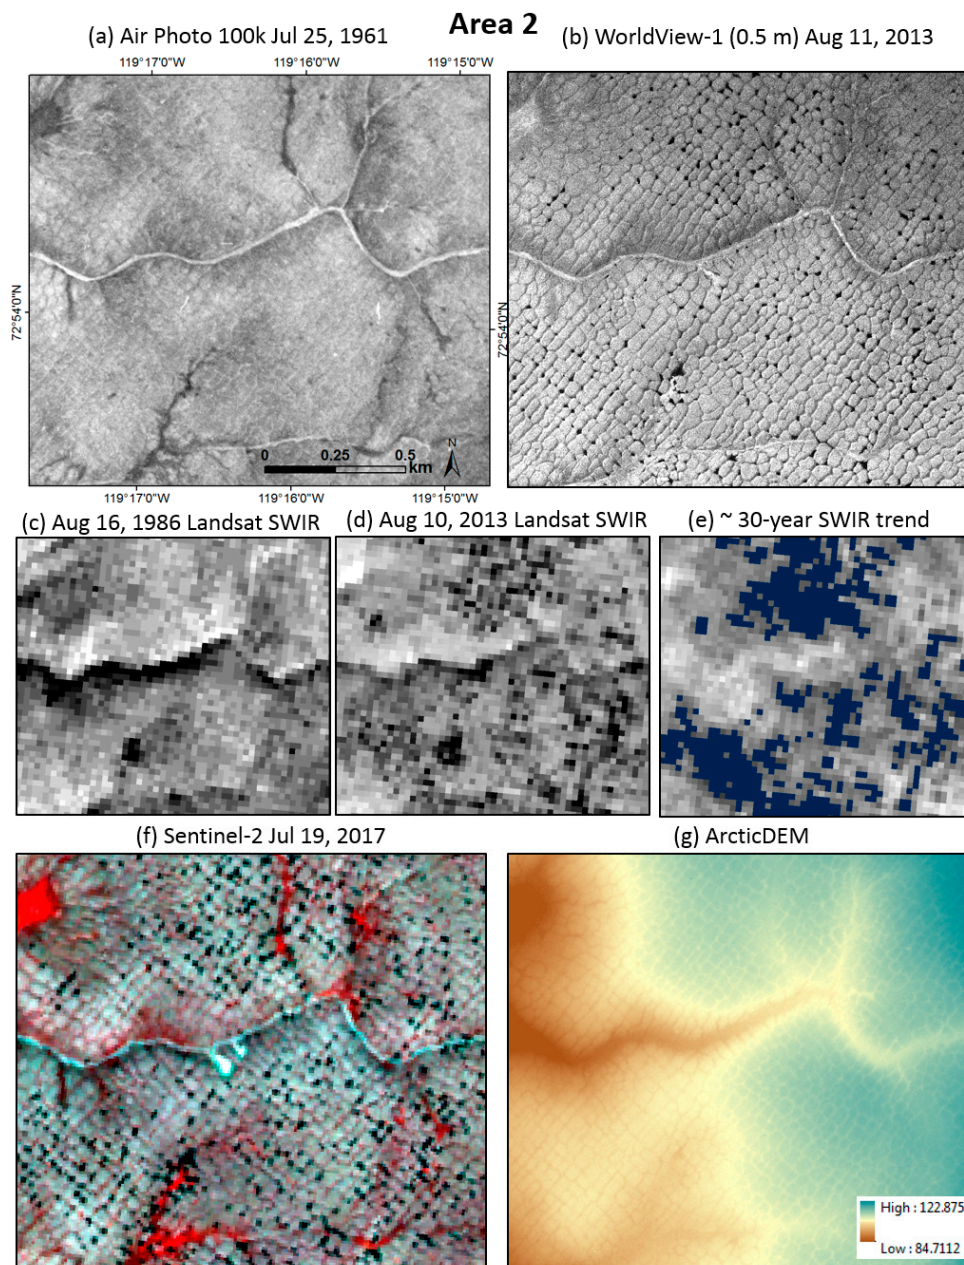 Area 2
(a) Air Photo 100k Jul 25, 1961
(b) WorldView-1 (0.5 m) Aug 11, 2013
119°17'0"W 119°16'0"W 119°15'0"W
72°54'0"N
72°54'0"N
0 0.25 0.5
km
N
119°17'0"W 119°16'0"W 119°15'0"W
(c) Aug 16, 1986 Landsat SWIR
(d) Aug 10, 2013 Landsat SWIR
(e) ~ 30-year SWIR trend
(f) Sentinel-2 Jul 19, 2017
(g) ArcticDEM
High : 122.875
Low : 84.7112